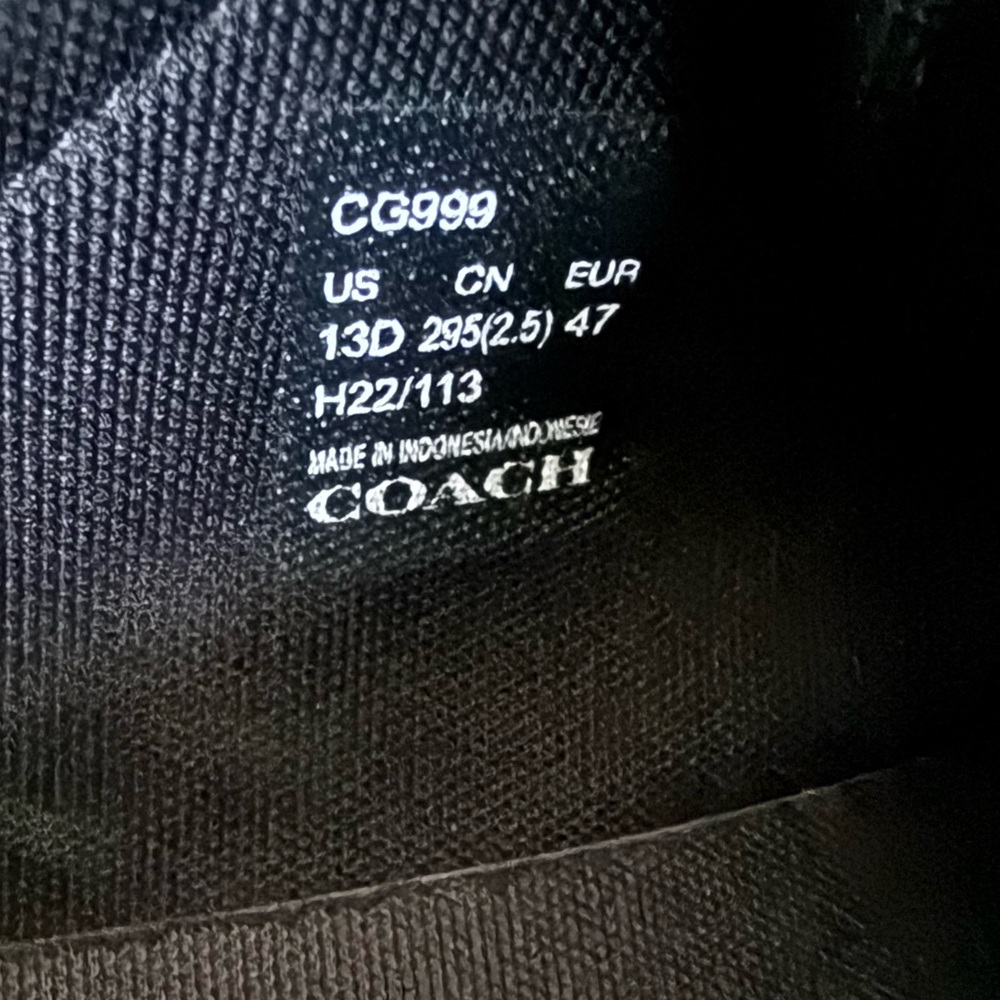 CG999
US CN EUR
13D 295(2.5) 47
H22/113
MADE IN INDONESIA/INDONESIE
COACH